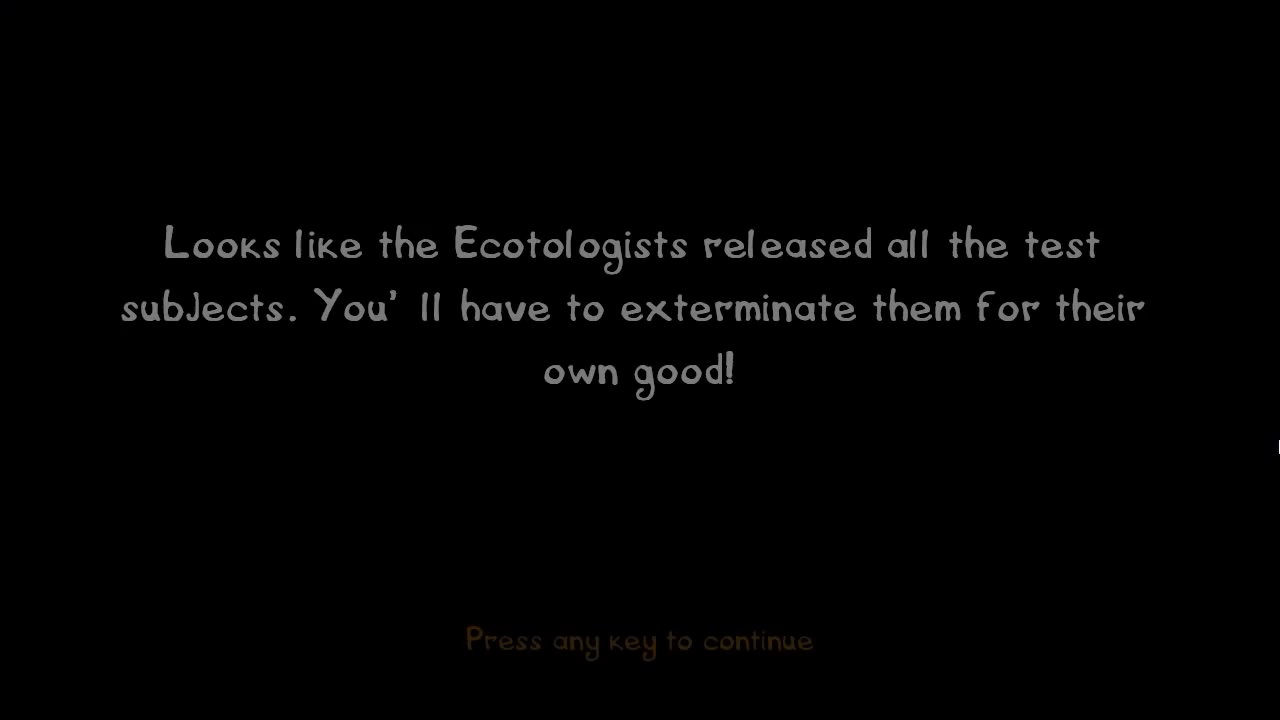 Looks like the Ecotologists released all the test
subjects. You'll have to exterminate them for their
own good!
Press any key to continue